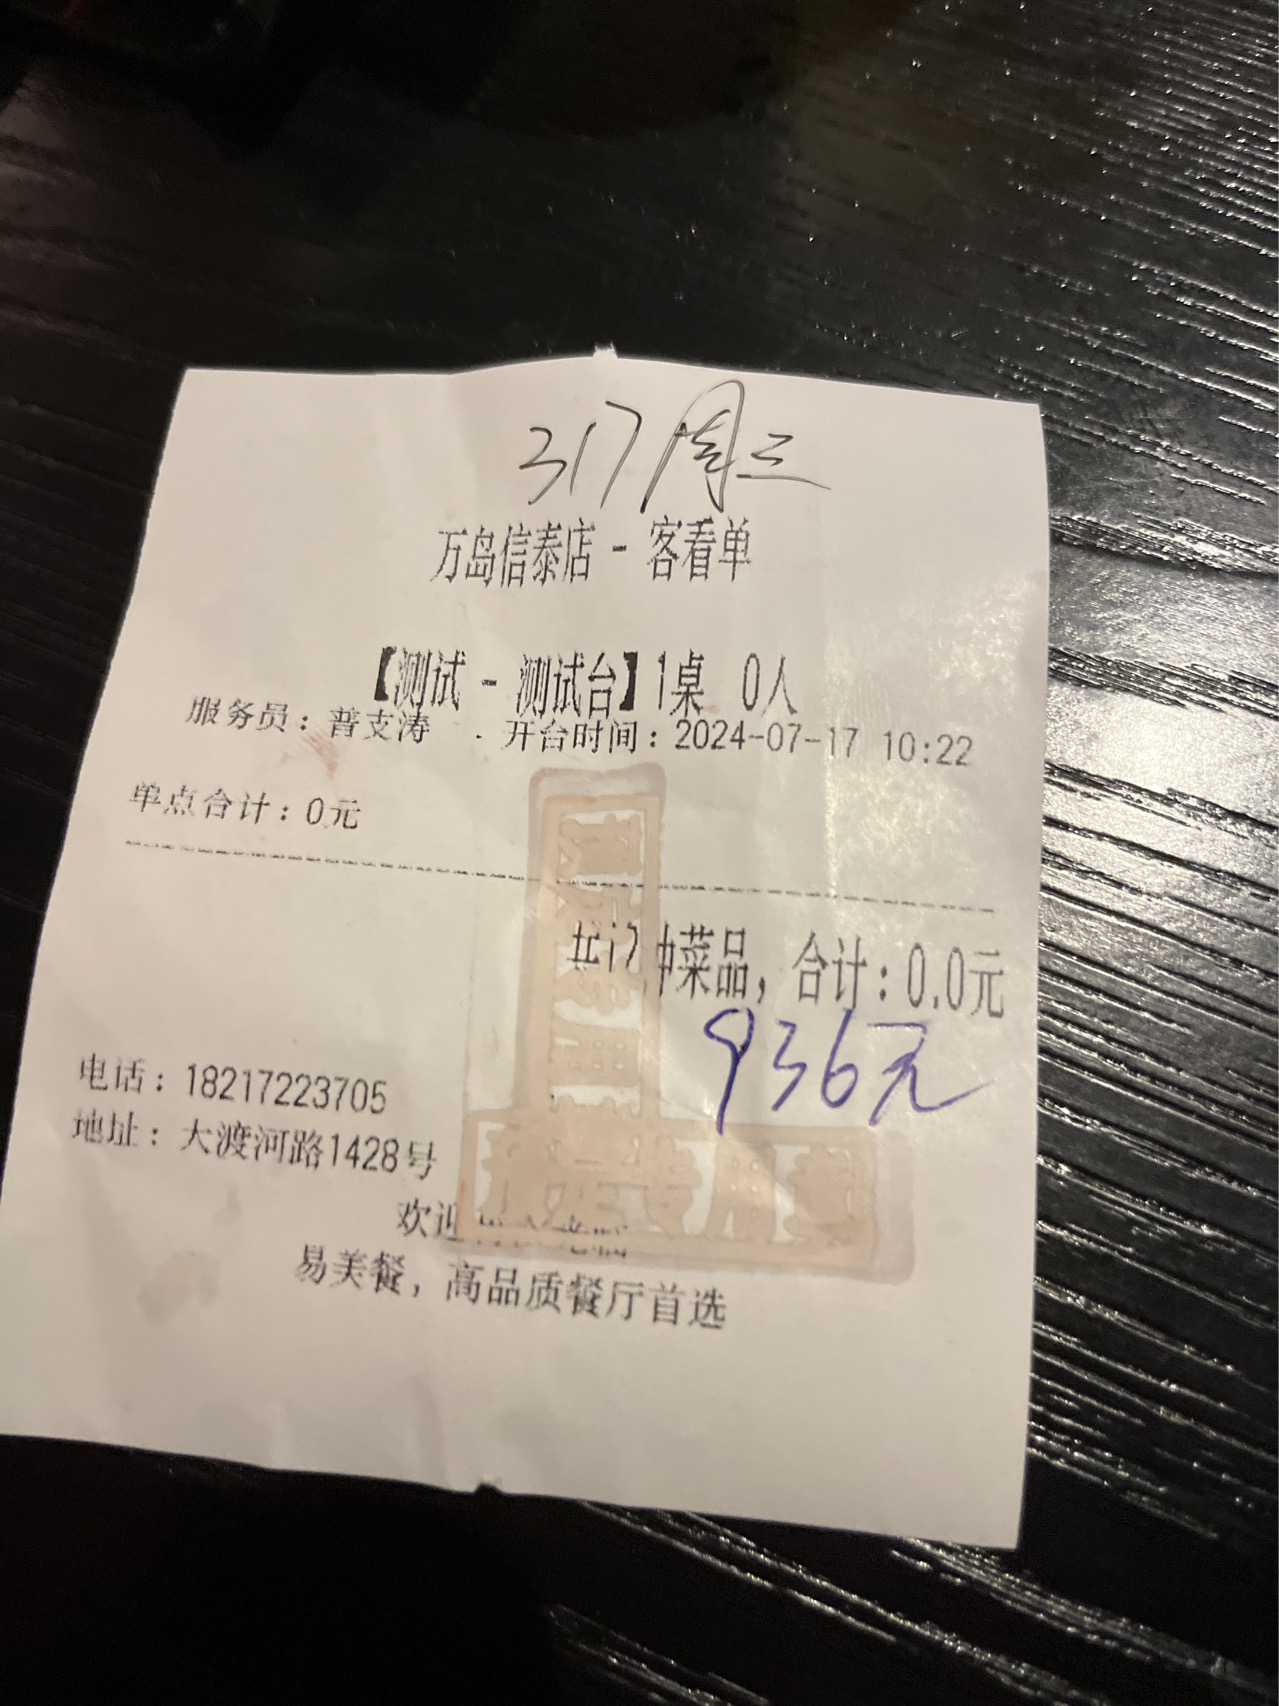 317周三
万岛信泰店 - 客看单
【测试 - 测试台】1桌 0人
服务员：普支涛 开台时间：2024-07-17 10:22
单点合计：0元
种菜品，合计：0.0元
936元
电话：18217223705
地址：大渡河路1428号
欢迎
易美餐，高品质餐厅首选
专用章